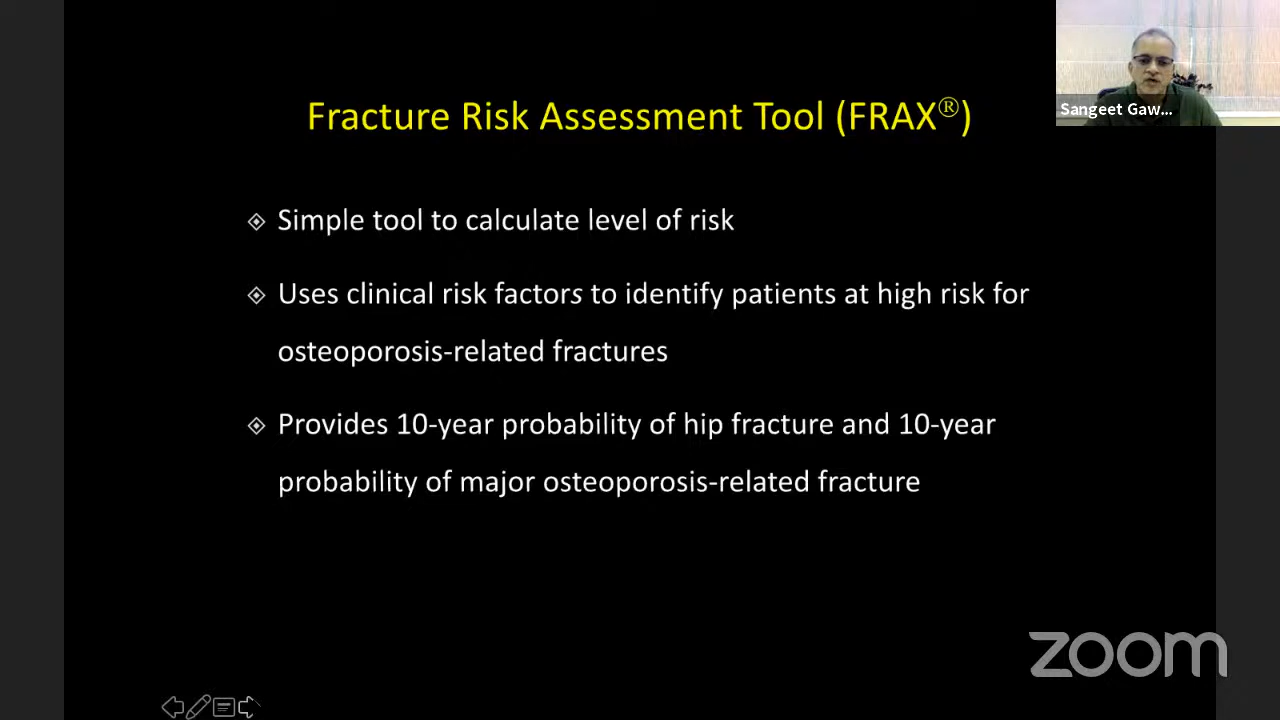 Fracture Risk Assessment Tool (FRAX®)
Sangeet Gaw...
Simple tool to calculate level of risk
Uses clinical risk factors to identify patients at high risk for
osteoporosis-related fractures
Provides 10-year probability of hip fracture and 10-year
probability of major osteoporosis-related fracture
zoom